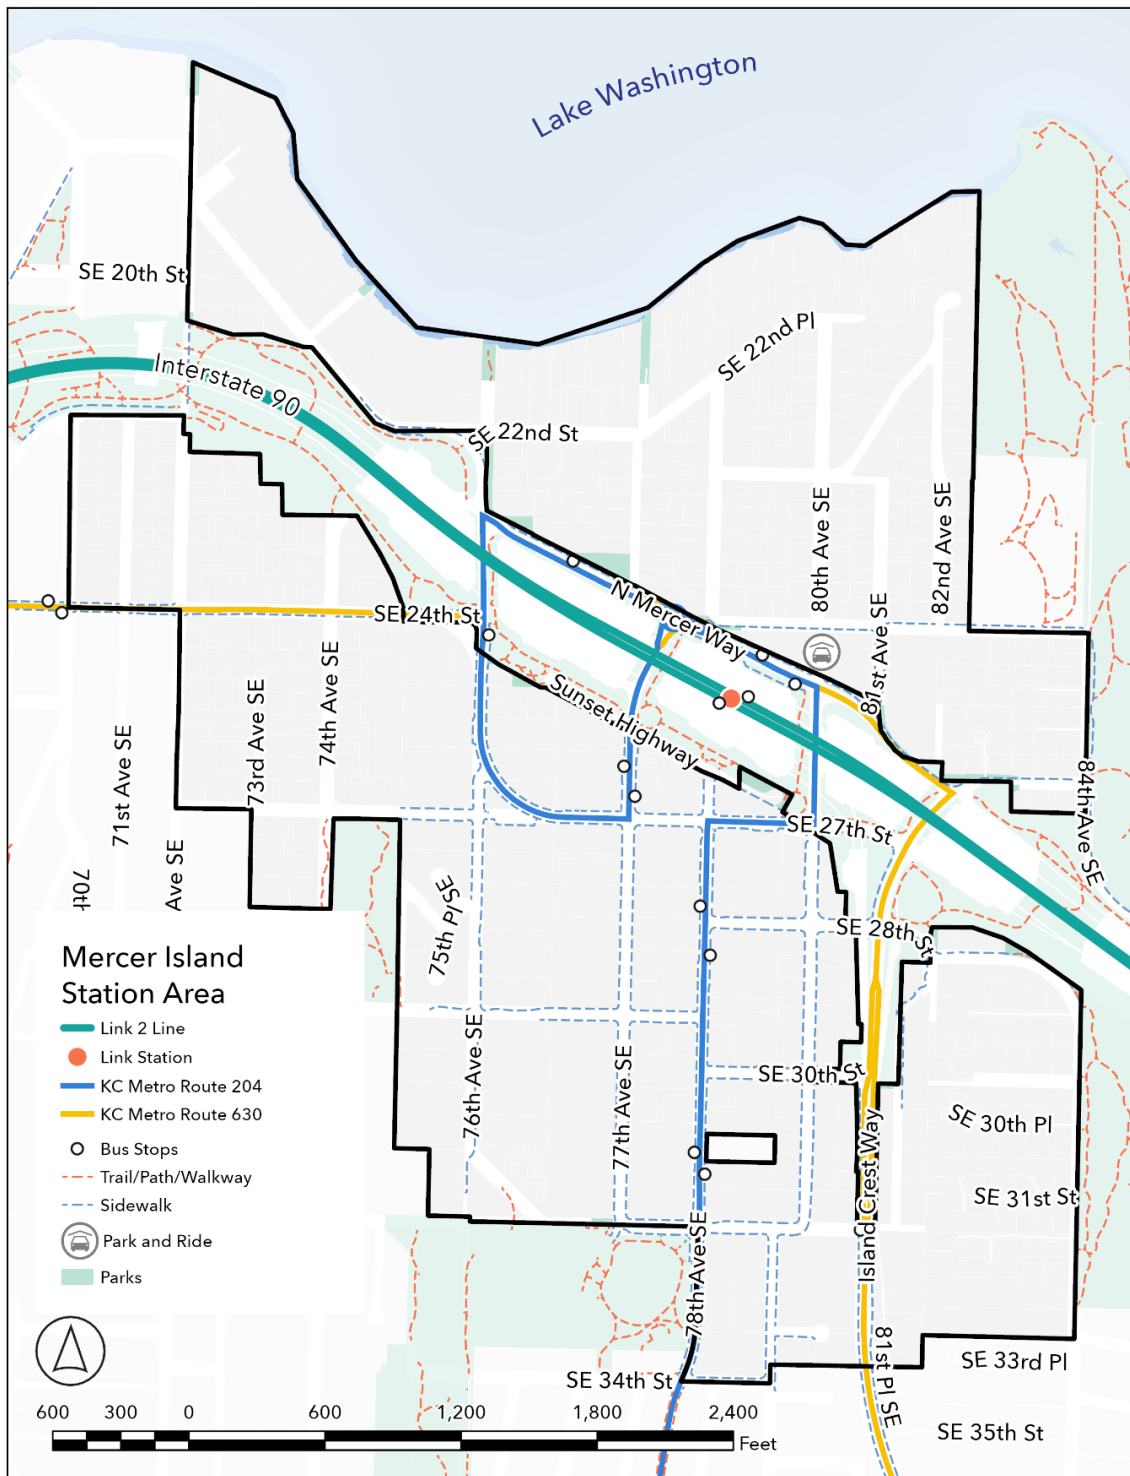 Lake Washington
SE 20th St
SE 22nd Pl
Interstate 90
SE 22nd St
80th Ave SE
82nd Ave SE
N Mercer Way
SE 24th St
81st Ave SE
74th Ave SE
73rd Ave SE
Sunset Highway
71st Ave SE
84th Ave SE
SE 27th St
70th
Ave SE
75th Pl SE
SE 28th St
Mercer Island
Station Area
Link 2 Line
Link Station
KC Metro Route 204
KC Metro Route 630
Bus Stops
Trail/Path/Walkway
Sidewalk
Park and Ride
Parks
76th Ave SE
77th Ave SE
SE 30th St
SE 30th Pl
Island Crest Way
SE 31st St
78th Ave SE
81st Pl SE
SE 33rd Pl
SE 34th St
SE 35th St
600 300 0 600 1,200 1,800 2,400
Feet